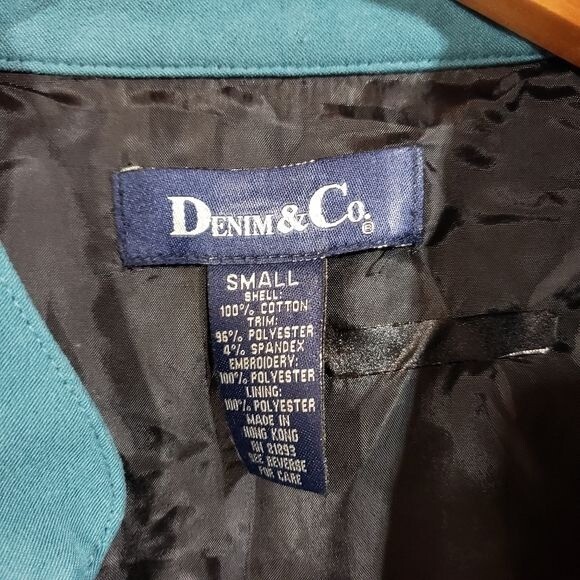 DENIM & CO.®
SMALL
SHELL:
100% COTTON
TRIM:
96% POLYESTER
4% SPANDEX
EMBROIDERY:
100% POLYESTER
LINING:
100% POLYESTER
MADE IN
HONG KONG
RN 81893
SEE REVERSE
FOR CARE